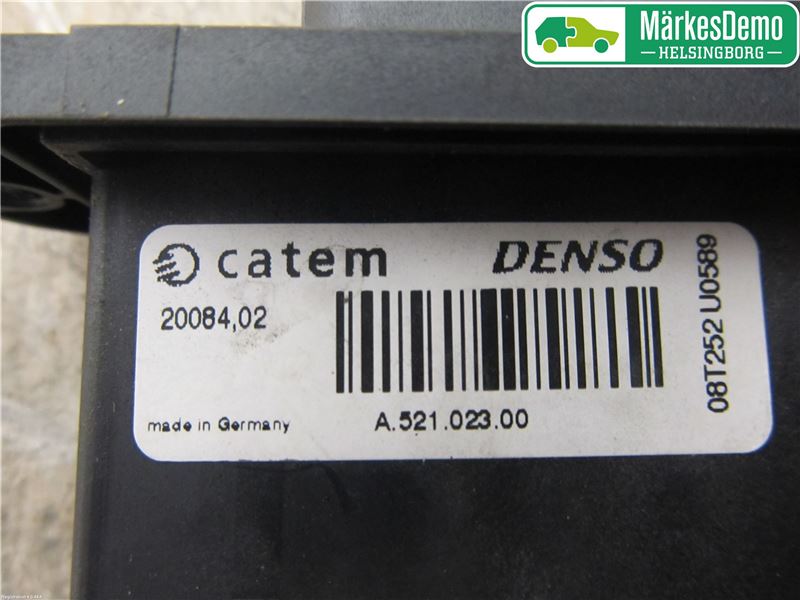 MärkesDemo
HELSINGBORG
catem DENSO
20084,02
made in Germany
A.521.023.00
08T252 U0589